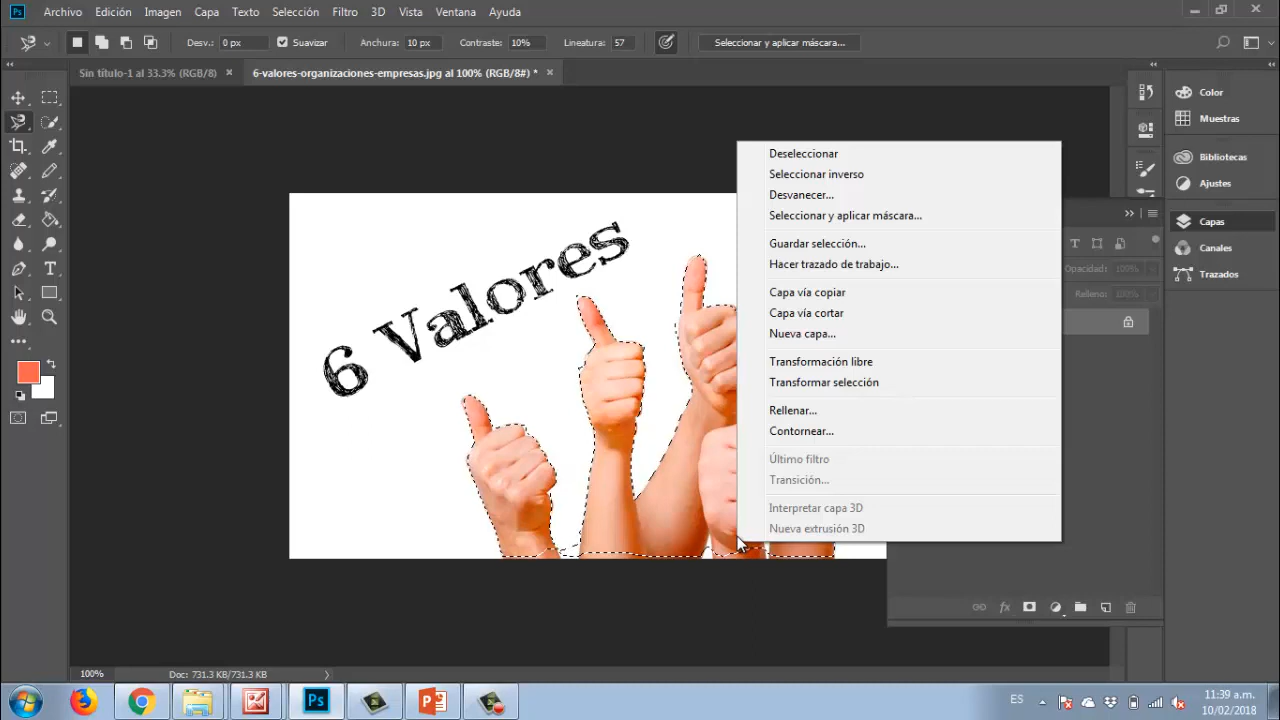 Ps
Archivo
Edición
Imagen
Capa
Texto
Selección
Filtro
3D
Vista
Ventana
Ayuda
Desv.: 0 px
Suavizar
Anchura: 10 px
Contraste: 10%
Lineatura: 57
Seleccionar y aplicar máscara...
Sin título-1 al 33.3% (RGB/8)
6-valores-organizaciones-empresas.jpg al 100% (RGB/8#) *
6 Valores
Deseleccionar
Seleccionar inverso
Desvanecer...
Seleccionar y aplicar máscara...
Guardar selección...
Hacer trazado de trabajo...
Capa vía copiar
Capa vía cortar
Nueva capa...
Transformación libre
Transformar selección
Rellenar...
Contornear...
Último filtro
Transición...
Interpretar capa 3D
Nueva extrusión 3D
Opacidad: 100%
Relleno: 100%
fx
Color
Muestras
Bibliotecas
Ajustes
Capas
Canales
Trazados
100%
Doc: 731.3 KB/731.3 KB
Ps
ES
11:39 a.m.
10/02/2018